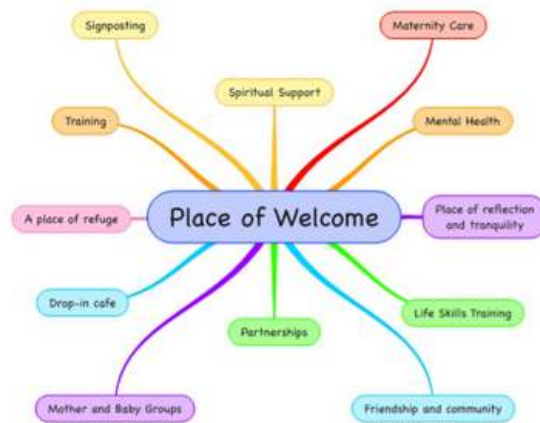 Signposting
Maternity Care
Spiritual Support
Training
Mental Health
Place of Welcome
A place of refuge
Place of reflection
and tranquility
Drop-in cafe
Life Skills Training
Partnerships
Mother and Baby Groups
Friendship and community